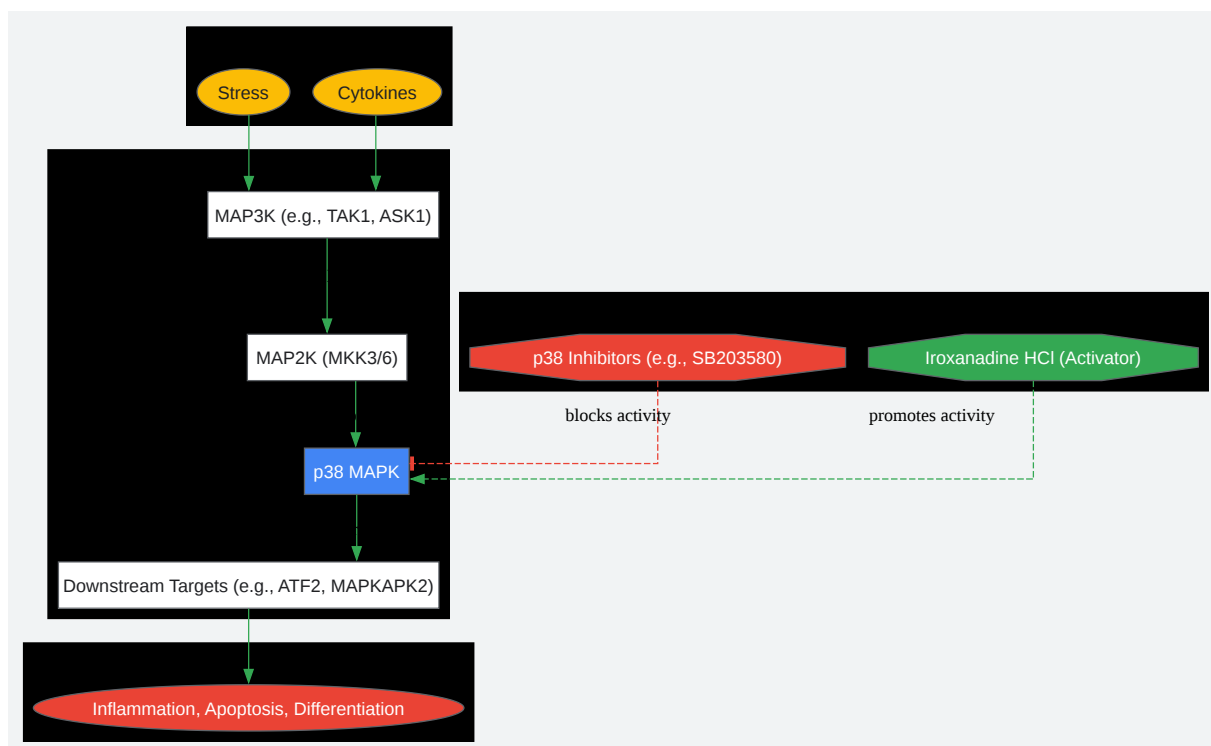 Stress
Cytokines
MAP3K (e.g., TAK1, ASK1)
MAP2K (MKK3/6)
p38 Inhibitors (e.g., SB203580)
Iroxanadine HCl (Activator)
blocks activity
promotes activity
p38 MAPK
Downstream Targets (e.g., ATF2, MAPKAPK2)
Inflammation, Apoptosis, Differentiation